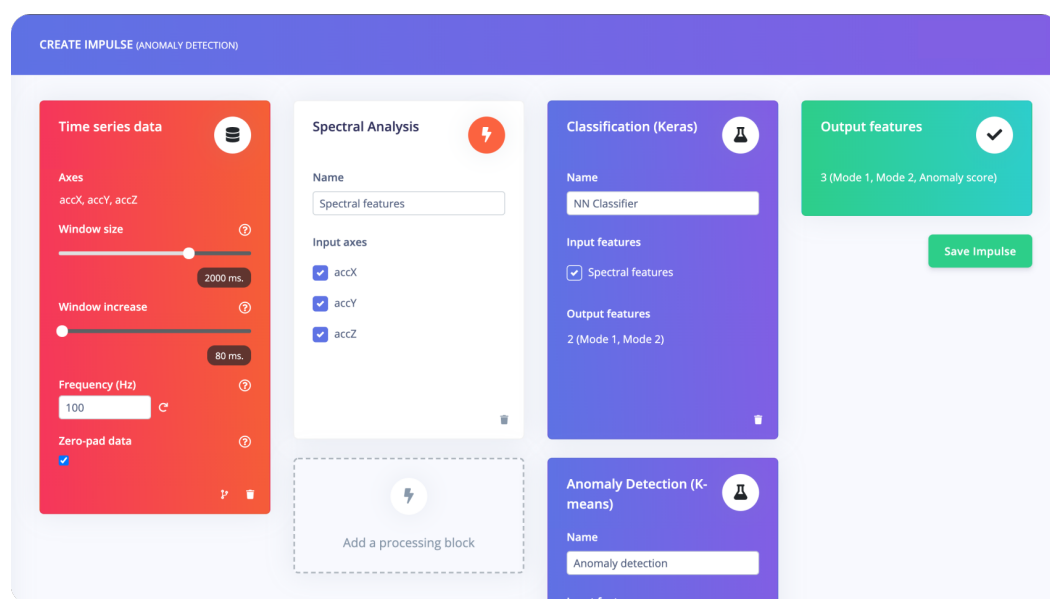 CREATE IMPULSE (ANOMALY DETECTION)
Time series data
Axes
accX, accY, accZ
Window size
2000 ms.
Window increase
80 ms.
Frequency (Hz)
100
Zero-pad data
Spectral Analysis
Name
Spectral features
Input axes
accX
accY
accZ
Add a processing block
Classification (Keras)
Name
NN Classifier
Input features
Spectral features
Output features
2 (Mode 1, Mode 2)
Anomaly Detection (K-
means)
Name
Anomaly detection
Output features
3 (Mode 1, Mode 2, Anomaly score)
Save Impulse